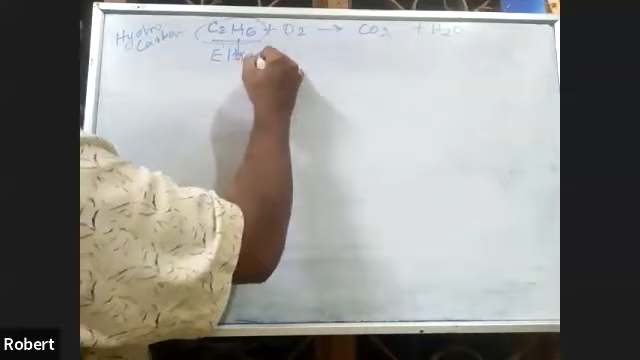 Hydro C2H6 + O2 → CO2 + H2O
Carbon
Robert